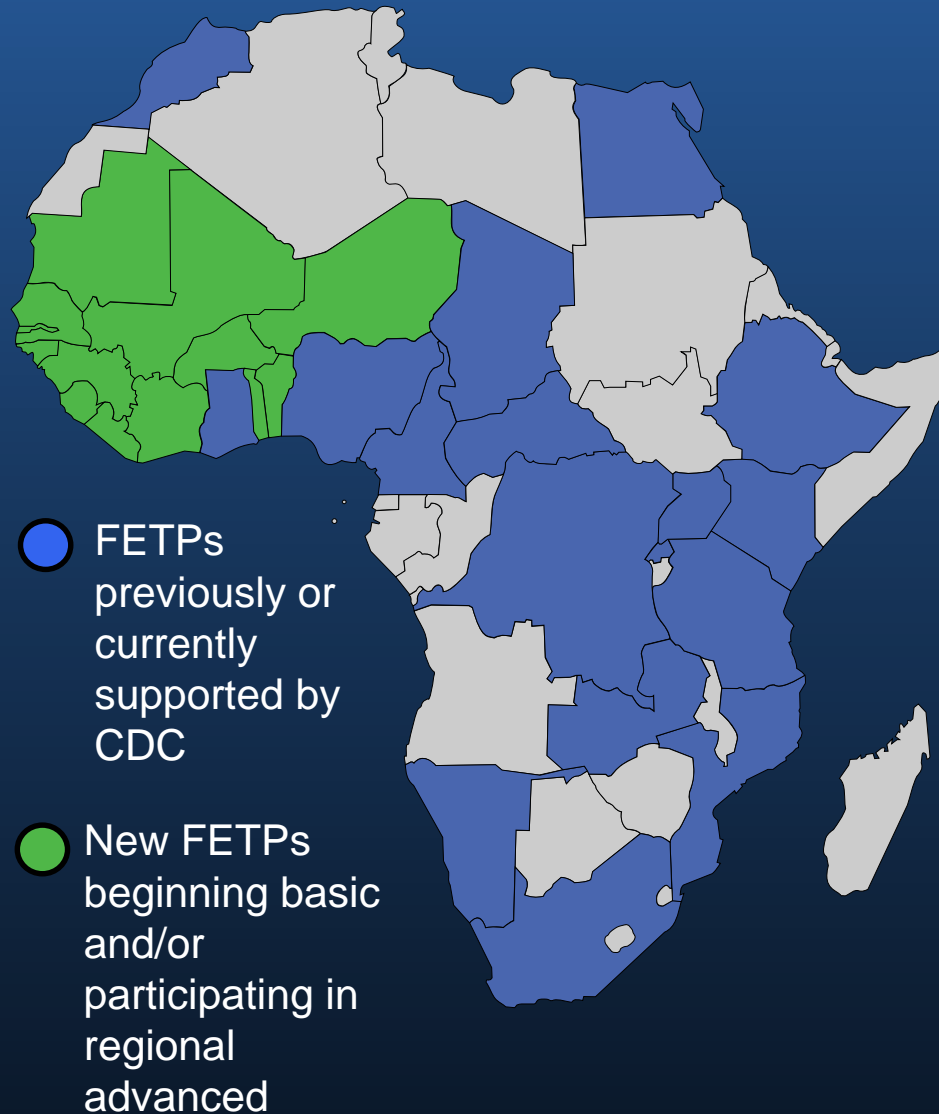 FETPs
previously or
currently
supported by
CDC
New FETPs
beginning basic
and/or
participating in
regional
advanced